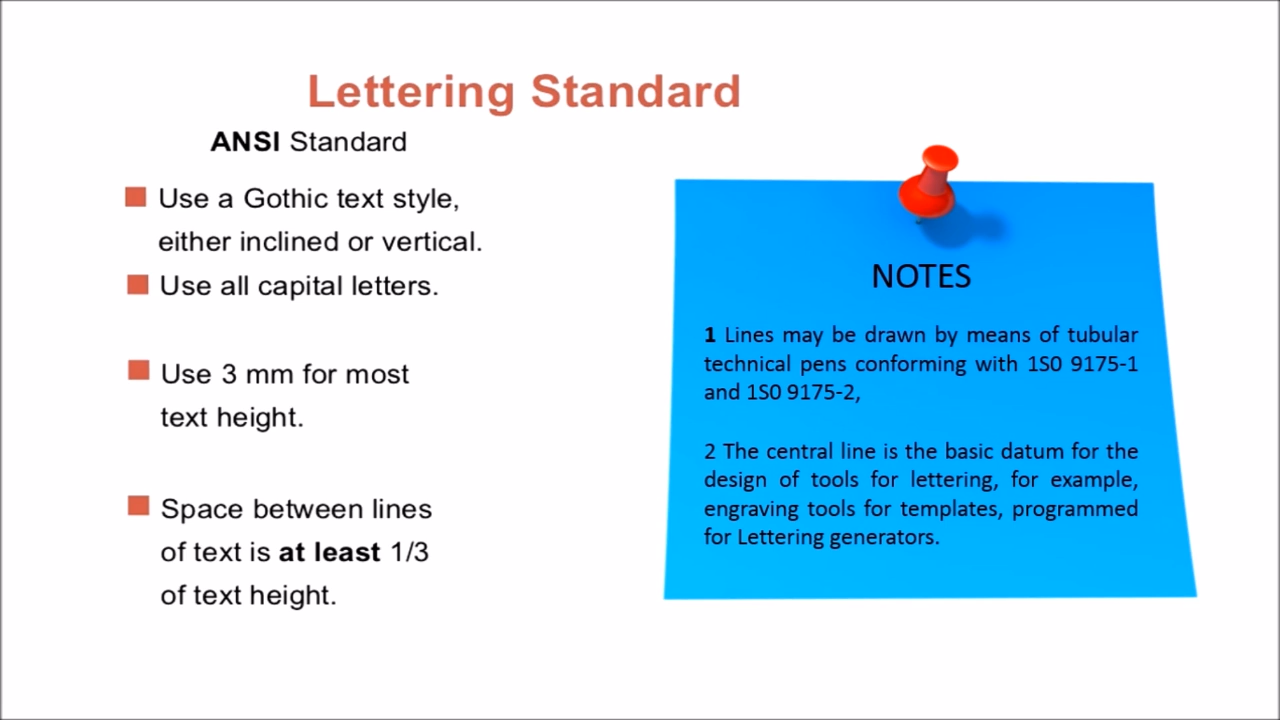 Lettering Standard
ANSI Standard
Use a Gothic text style,
either inclined or vertical.
Use all capital letters.
Use 3 mm for most
text height.
Space between lines
of text is at least 1/3
of text height.
NOTES
1 Lines may be drawn by means of tubular
technical pens conforming with 1S0 9175-1
and 1S0 9175-2,
2 The central line is the basic datum for the
design of tools for lettering, for example,
engraving tools for templates, programmed
for Lettering generators.